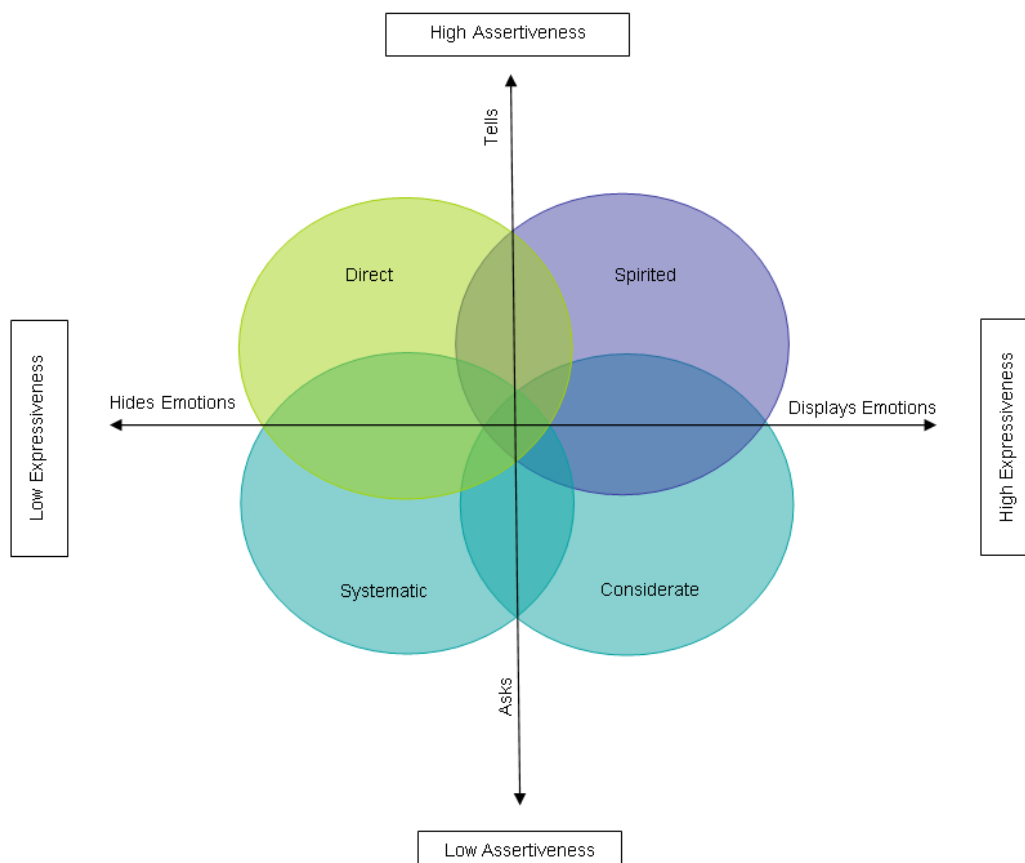 High Assertiveness
Tells
Direct
Spirited
Low Expressiveness
Hides Emotions
Displays Emotions
High Expressiveness
Systematic
Considerate
Asks
Low Assertiveness